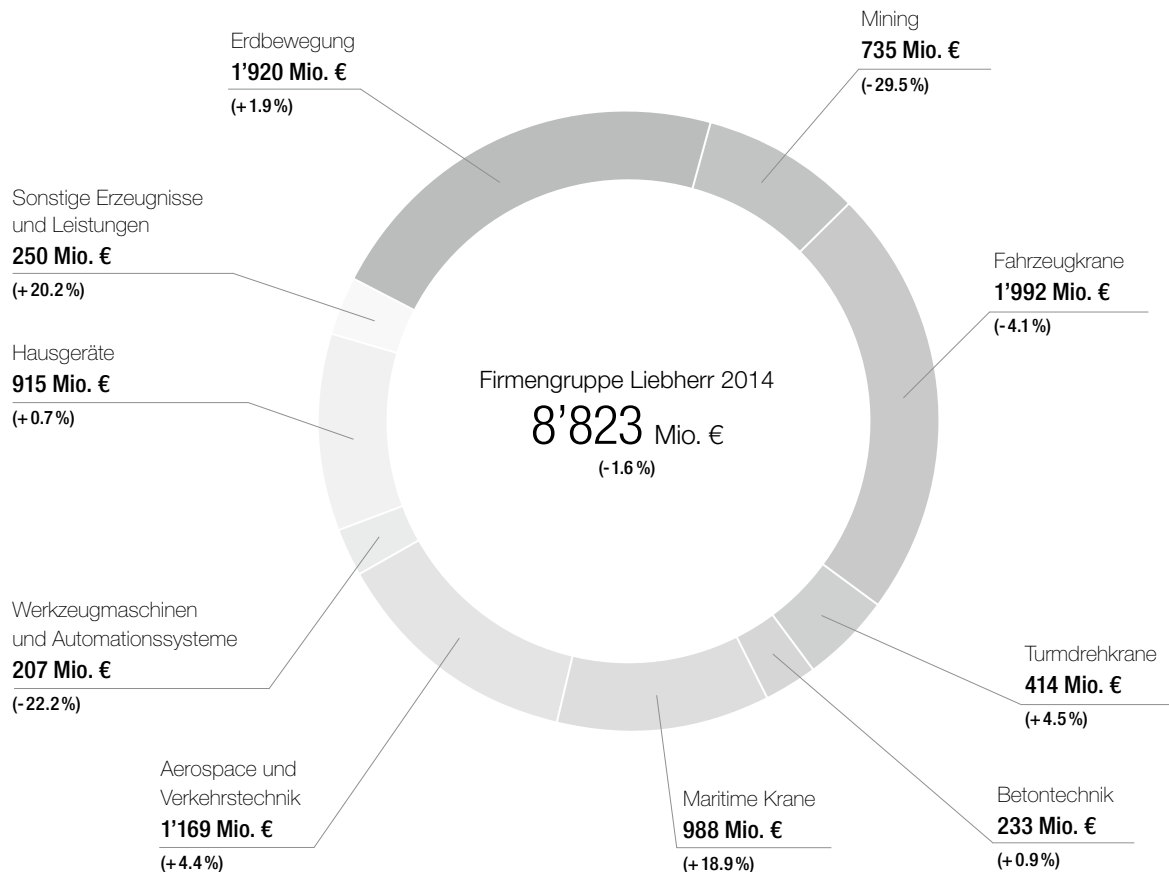 Mining
735 Mio. €
(- 29.5 %)
Erdbewegung
1’920 Mio. €
(+ 1.9 %)
Sonstige Erzeugnisse
und Leistungen
250 Mio. €
(+ 20.2 %)
Fahrzeugkrane
1’992 Mio. €
(- 4.1 %)
Hausgeräte
915 Mio. €
(+ 0.7 %)
Firmengruppe Liebherr 2014
8’823 Mio. €
(- 1.6 %)
Werkzeugmaschinen
und Automationssysteme
207 Mio. €
(- 22.2 %)
Turmdrehkrane
414 Mio. €
(+ 4.5 %)
Aerospace und
Verkehrstechnik
1’169 Mio. €
(+ 4.4 %)
Maritime Krane
988 Mio. €
(+ 18.9 %)
Betontechnik
233 Mio. €
(+ 0.9 %)